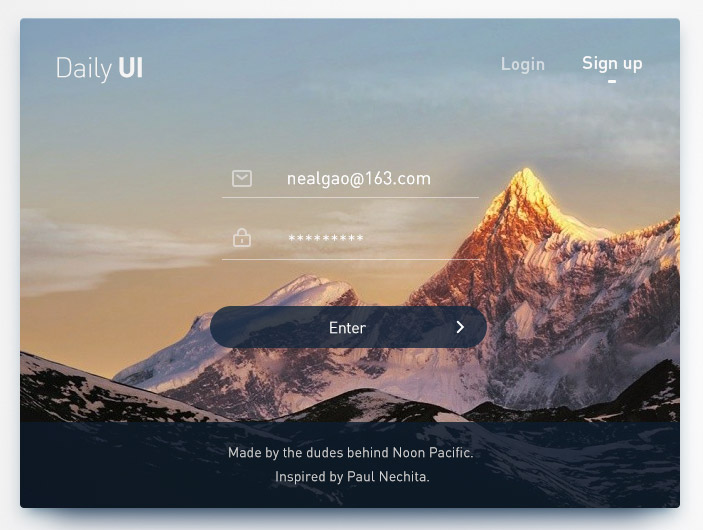 Daily UI
Login
Sign up
nealgao@163.com
*********
Enter
Made by the dudes behind Noon Pacific.
Inspired by Paul Nechita.